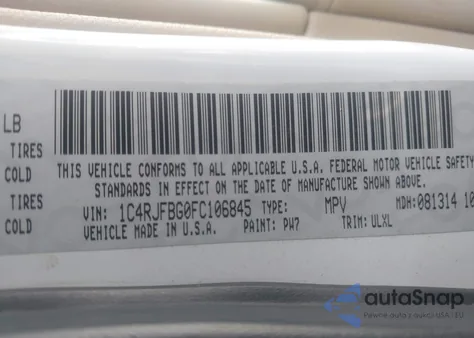 LB
TIRES
COLD
TIRES
COLD
THIS VEHICLE CONFORMS TO ALL APPLICABLE U.S.A. FEDERAL MOTOR VEHICLE SAFETY
STANDARDS IN EFFECT ON THE DATE OF MANUFACTURE SHOWN ABOVE.
VIN: 1C4RJFBG0FC106845 TYPE: MPV MDH:081314 10
VEHICLE MADE IN U.S.A. PAINT: PW7 TRIM: ULXL
autoSnap